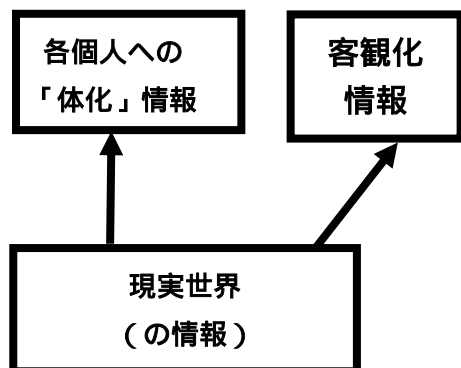 各個人への
「体化」情報
客観化
情報
現実世界
（の情報）